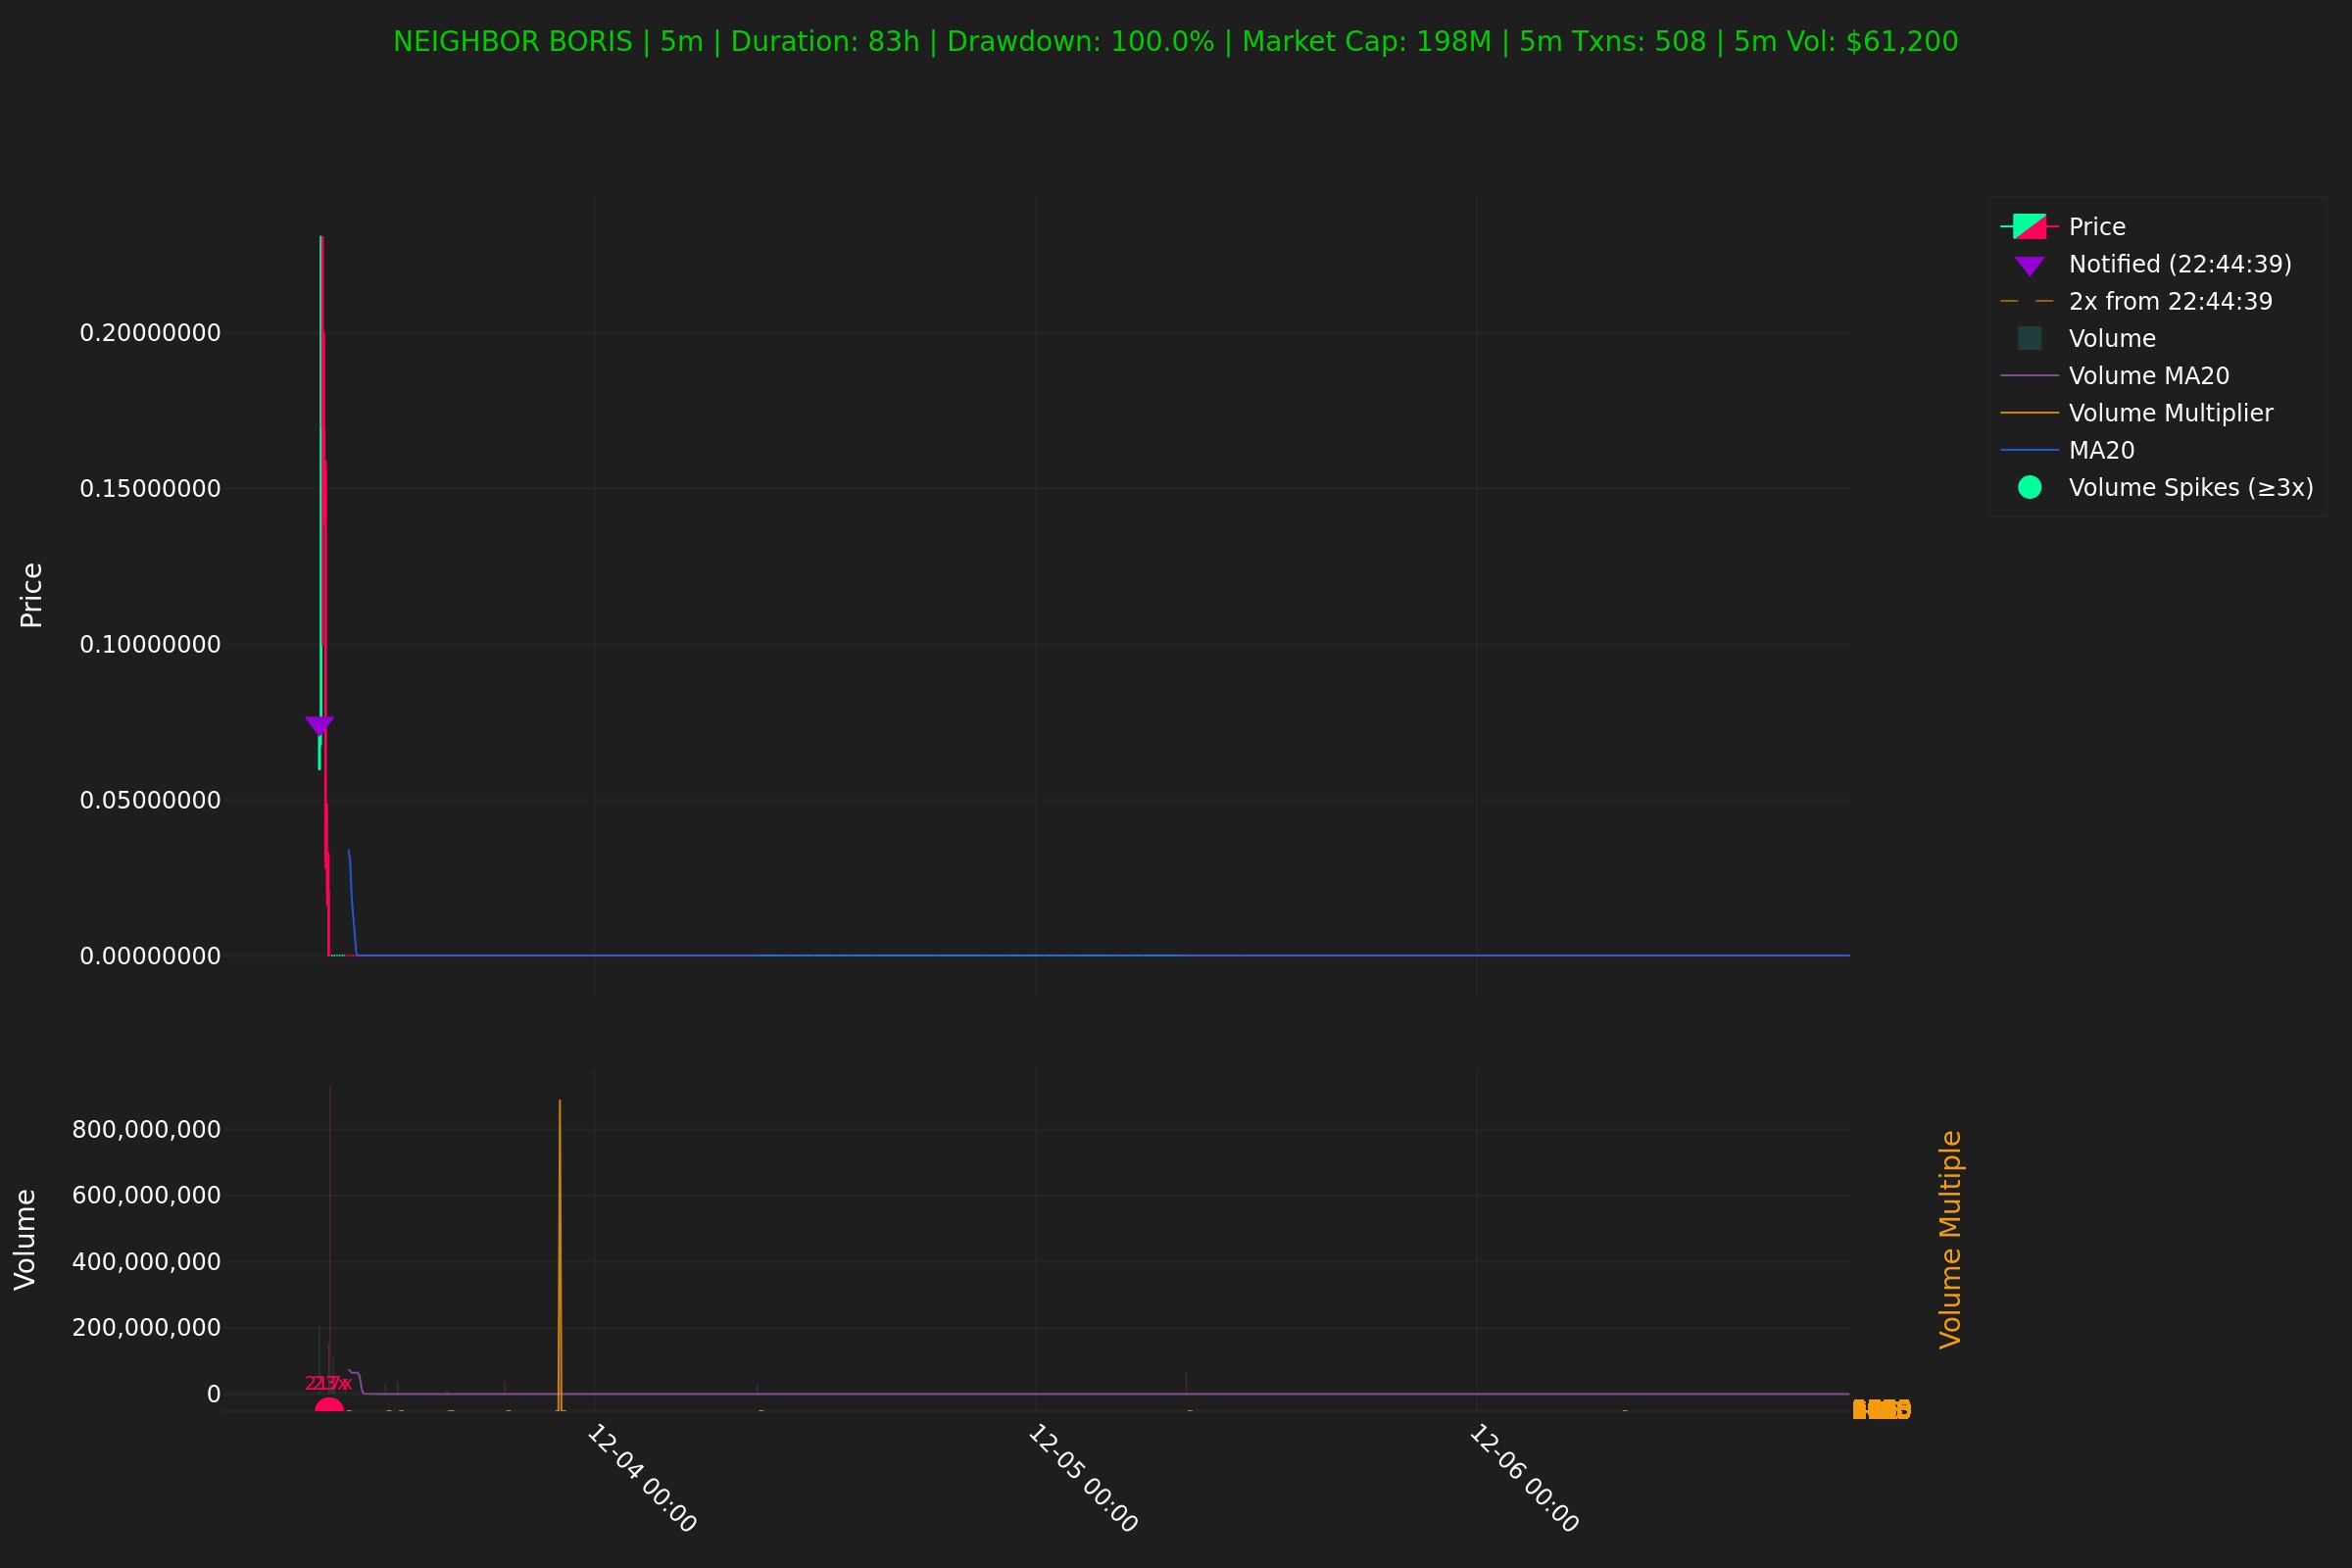 NEIGHBOR BORIS | 5m | Duration: 83h | Drawdown: 100.0% | Market Cap: 198M | 5m Txns: 508 | 5m Vol: $61,200
Price
Notified (22:44:39)
2x from 22:44:39
Volume
Volume MA20
Volume Multiplier
MA20
Volume Spikes (≥3x)
Price
0.20000000
0.15000000
0.10000000
0.05000000
0.00000000
Volume
800,000,000
600,000,000
400,000,000
200,000,000
0
Volume Multiple
12-04 00:00
12-05 00:00
12-06 00:00